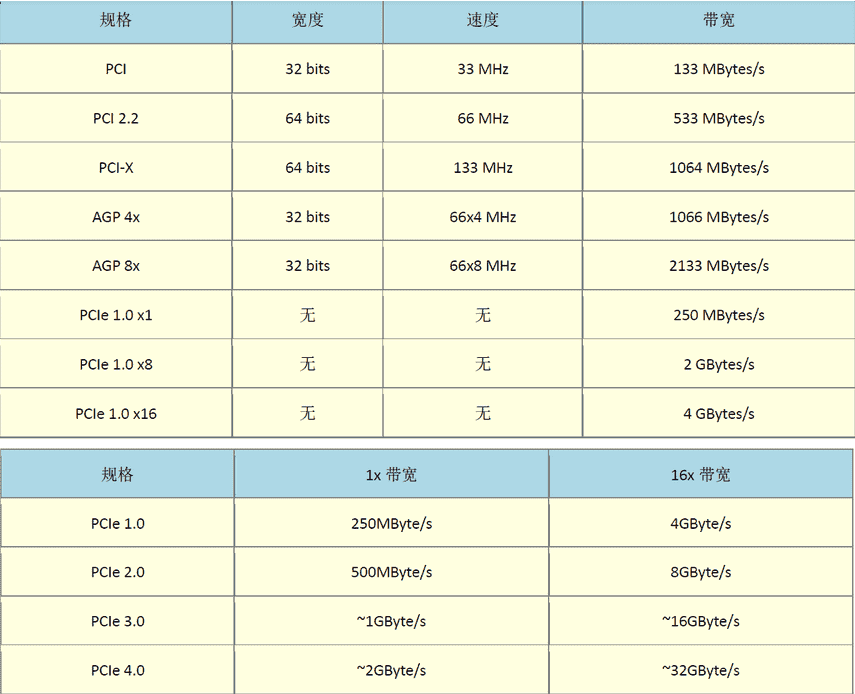 规格 宽度 速度 带宽
PCI 32 bits 33 MHz 133 MBytes/s
PCI 2.2 64 bits 66 MHz 533 MBytes/s
PCI-X 64 bits 133 MHz 1064 MBytes/s
AGP 4x 32 bits 66x4 MHz 1066 MBytes/s
AGP 8x 32 bits 66x8 MHz 2133 MBytes/s
PCIe 1.0 x1 无 无 250 MBytes/s
PCIe 1.0 x8 无 无 2 GBytes/s
PCIe 1.0 x16 无 无 4 GBytes/s
规格 1x 带宽 16x 带宽
PCIe 1.0 250MByte/s 4GByte/s
PCIe 2.0 500MByte/s 8GByte/s
PCIe 3.0 ~1GByte/s ~16GByte/s
PCIe 4.0 ~2GByte/s ~32GByte/s